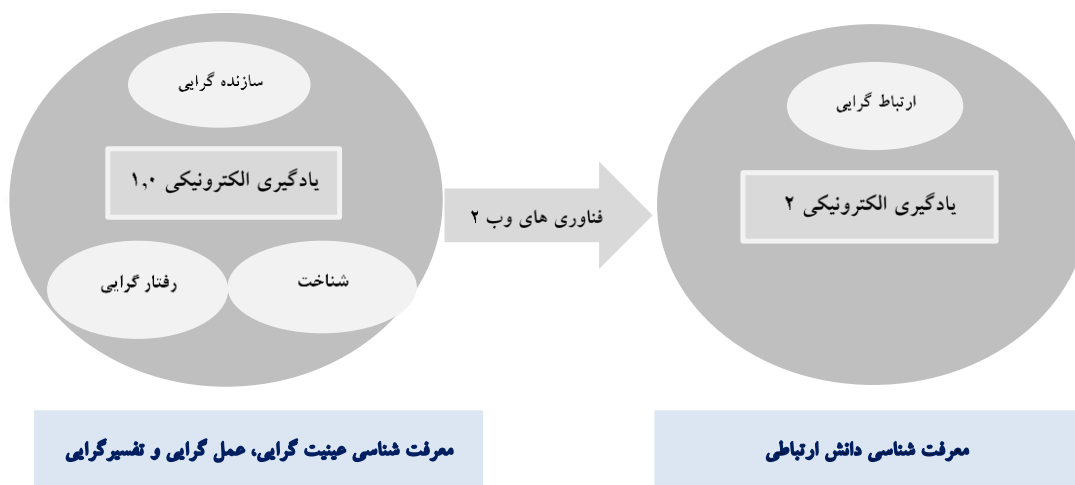 سازنده گرایی
یادگیری الکترونیکی ۱,۰
رفتار گرایی
شناخت
فناوری های وب ۲
ارتباط گرایی
یادگیری الکترونیکی ۲
معرفت شناسی عینیت گرایی، عمل گرایی و تفسیرگرایی
معرفت شناسی دانش ارتباطی